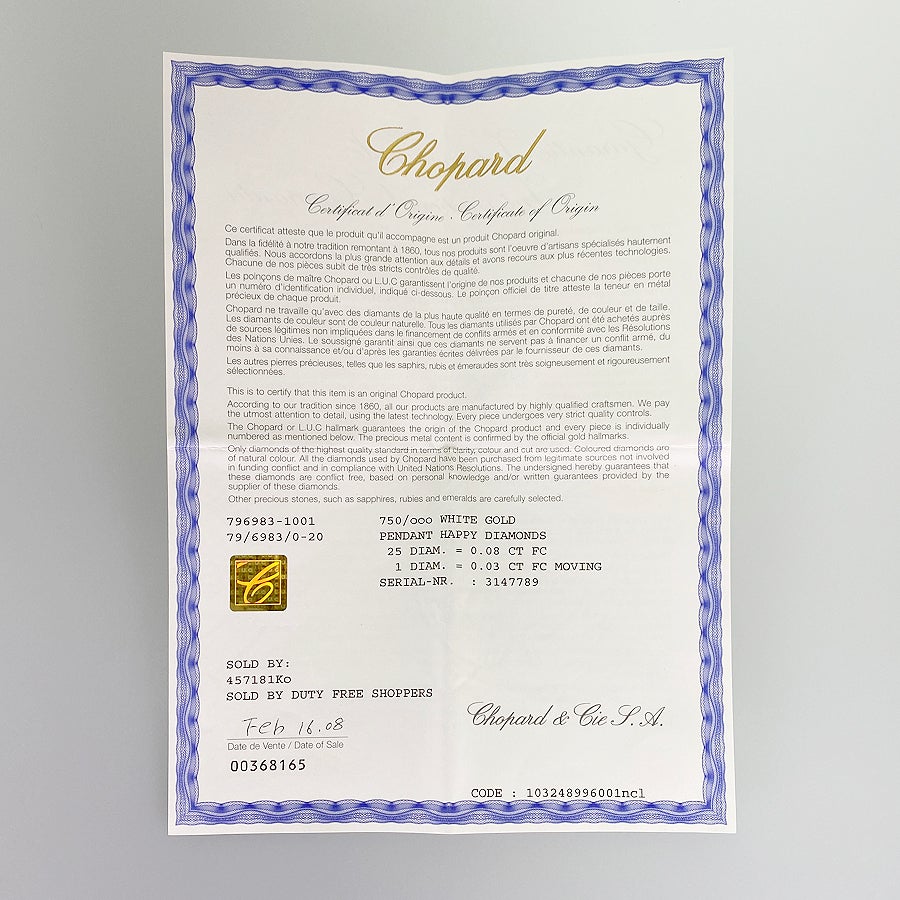 Chopard
Certificat d'Origine . Certificate of Origin
Ce certificat atteste que le produit qu'il accompagne est un produit Chopard original.
Dans la fidélité à notre tradition remontant à 1860, tous nos produits sont l'oeuvre d'artisans spécialisés hautement
qualifiés. Nous accordons la plus grande attention aux détails et avons recours aux plus récentes technologies.
Chacune de nos pièces subit de très stricts contrôles de qualité.
Les poinçons de maître Chopard ou L.U.C garantissent l'origine de nos produits et chacune de nos pièces porte
un numéro d'identification individuel, indiqué ci-dessous. Le poinçon officiel de titre atteste la teneur en métal
précieux de chaque produit.
Chopard ne travaille qu'avec des diamants de la plus haute qualité en termes de pureté, de couleur et de taille.
Les diamants de couleur sont de couleur naturelle. Tous les diamants utilisés par Chopard ont été achetés auprès
de sources légitimes non impliquées dans le financement de conflits armés et en conformité avec les Résolutions
des Nations Unies. Le soussigné garantit ainsi que ces diamants ne servent pas à financer un conflit armé, du
moins à sa connaissance et/ou d'après les garanties écrites délivrées par le fournisseur de ces diamants.
Les autres pierres précieuses, telles que les saphirs, rubis et émeraudes sont très soigneusement et rigoureusement
sélectionnées.
This is to certify that this item is an original Chopard product.
According to our tradition since 1860, all our products are manufactured by highly qualified craftsmen. We pay
the utmost attention to detail, using the latest technology. Every piece undergoes very strict quality controls.
The Chopard or L.U.C hallmark guarantees the origin of the Chopard product and every piece is individually
numbered as mentioned below. The precious metal content is confirmed by the official gold hallmarks.
Only diamonds of the highest quality standard in terms of clarity, colour and cut are used. Coloured diamonds are
of natural colour. All the diamonds used by Chopard have been purchased from legitimate sources not involved
in funding conflict and in compliance with United Nations Resolutions. The undersigned hereby guarantees that
these diamonds are conflict free, based on personal knowledge and/or written guarantees provided by the
supplier of these diamonds.
Other precious stones, such as sapphires, rubies and emeralds are carefully selected.
796983-1001 750/ooo WHITE GOLD
79/6983/0-20 PENDANT HAPPY DIAMONDS
25 DIAM. = 0.08 CT FC
1 DIAM. = 0.03 CT FC MOVING
SERIAL-NR. : 3147789
SOLD BY:
457181Ko
SOLD BY DUTY FREE SHOPPERS
Chopard & Cie S.A.
Feb 16.08
Date de Vente / Date of Sale
00368165
CODE : 103248996001ncl